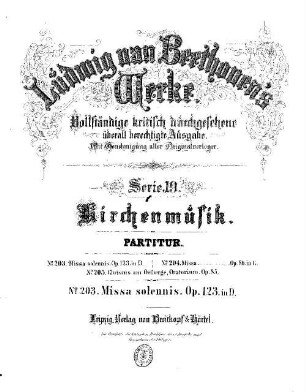 Ludwig van Beethoven's
Werke
Vollständige kritisch durchgesehene
überall berechtigte Ausgabe.
Mit Genehmigung aller Originalverleger.
Serie 19.
Kirchenmusik.
PARTITUR.
Nº 203. Missa solennis. Op. 123. in D. Nº 204. Missa Op. 86. in C.
Nº 205. Christus am Oelberge, Oratorium. Op. 85.
Nº 203. Missa solennis. Op. 123. in D.
Leipzig, Verlag von Breitkopf & Härtel.